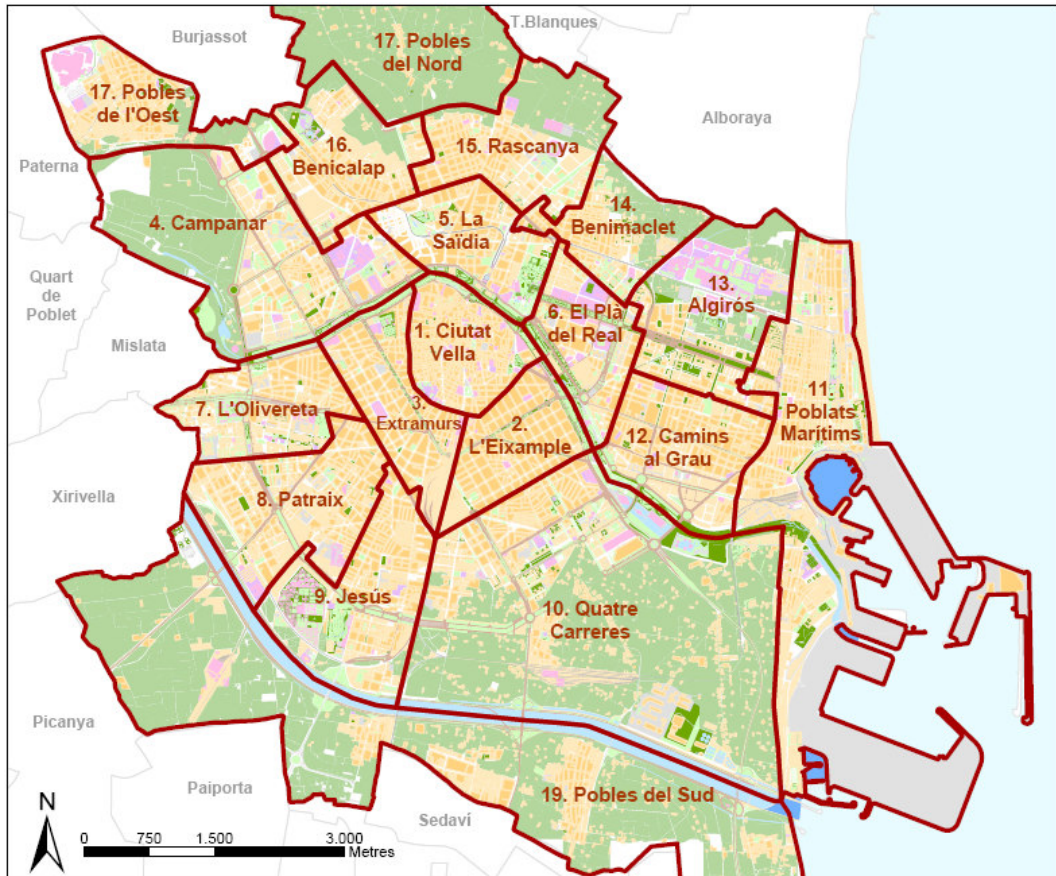 Burjassot
T.Blanques
17. Pobles
del Nord
17. Pobles
de l'Oest
Alboraya
16.
Benicalap
15. Rascanya
Paterna
4. Campanar
5. La
Saïdia
14.
Benimaclet
Quart
de
Poblet
13.
Algirós
6. El Plà
del Real
1. Ciutat
Vella
Mislata
11.
Poblats
Marítims
7. L'Olivereta
3.
Extramurs
2.
L'Eixample
12. Camins
al Grau
Xirivella
8. Patraix
9. Jesús
10. Quatre
Carreres
Picanya
Paiporta
19. Pobles del Sud
Sedaví
N
0 750 1.500 3.000
Metres